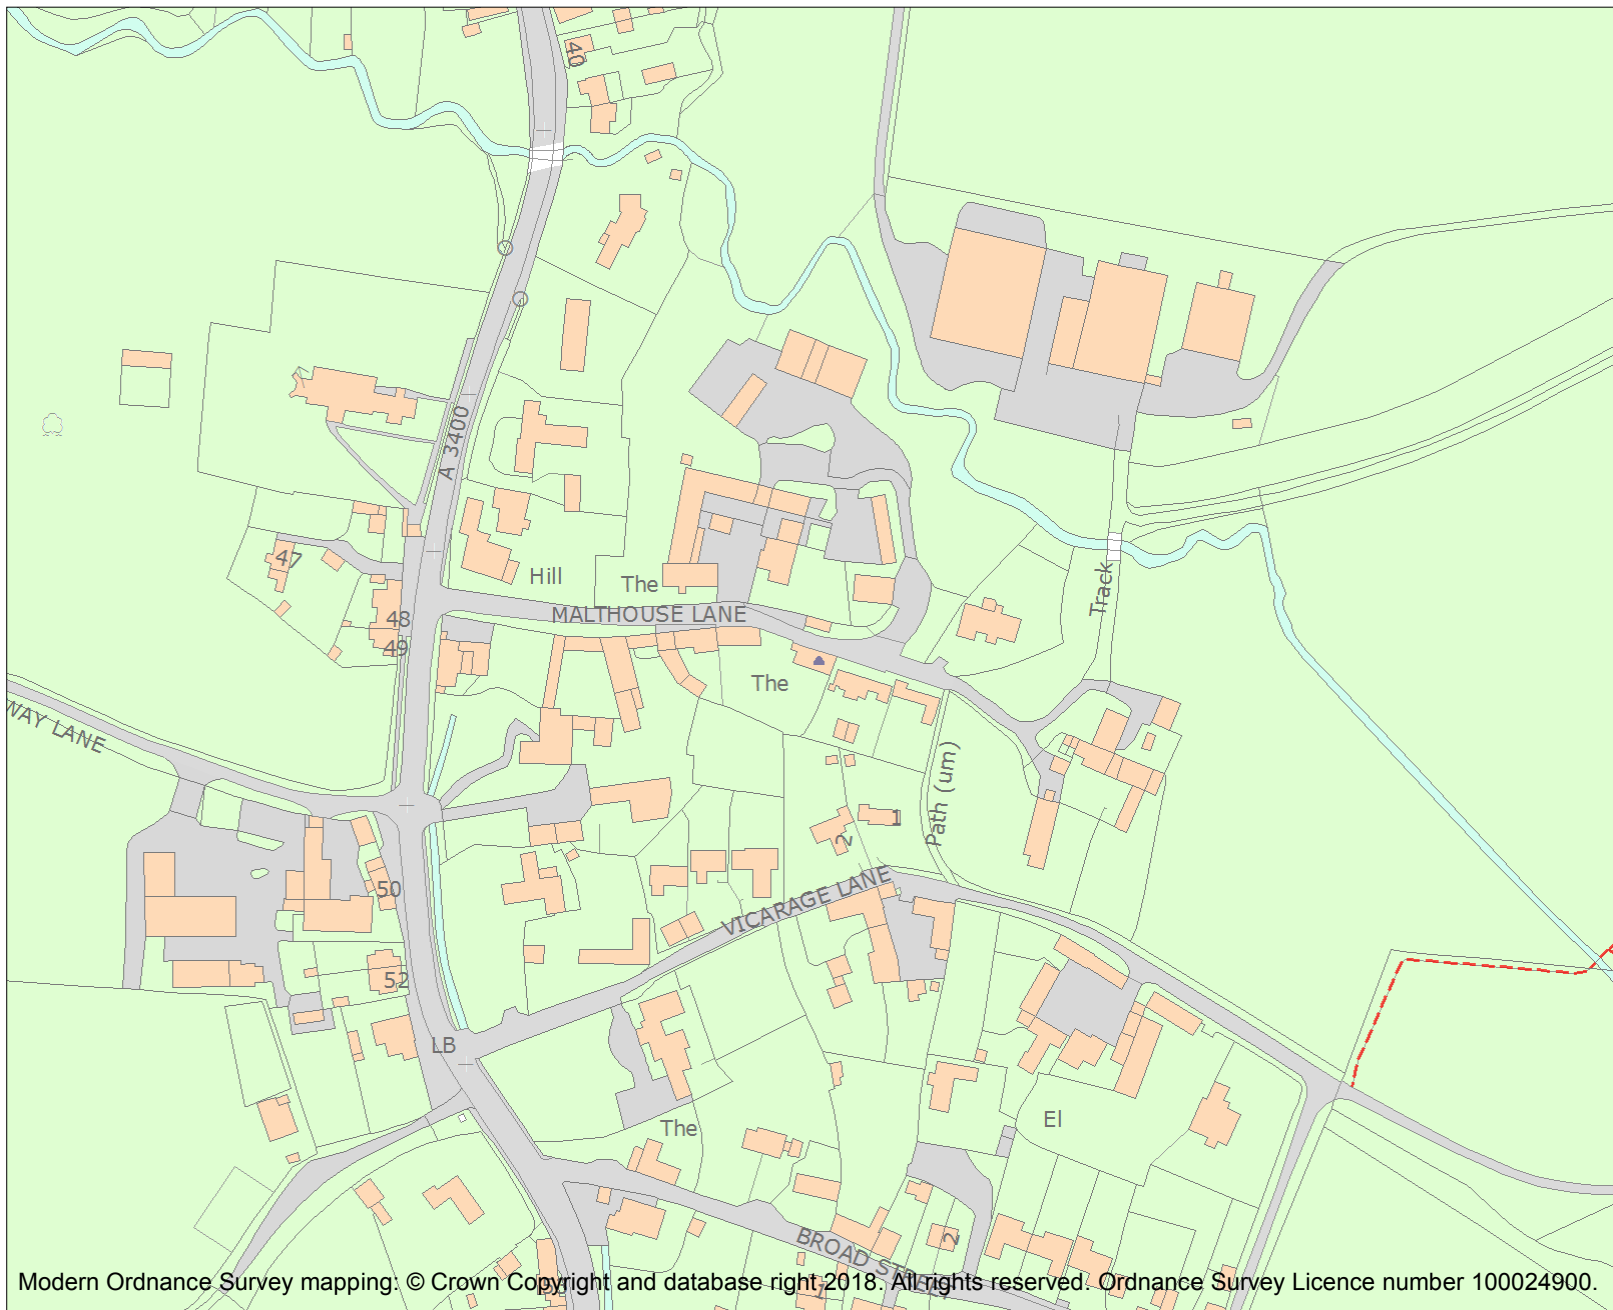 40
A 3400
47
Hill
The
MALTHOUSE LANE
48
49
Track
The
WAY LANE
Path (um)
1
2
50
VICARAGE LANE
52
LB
El
The
BROAD STREET
2
Modern Ordnance Survey mapping: © Crown Copyright and database right 2018. All rights reserved. Ordnance Survey Licence number 100024900.